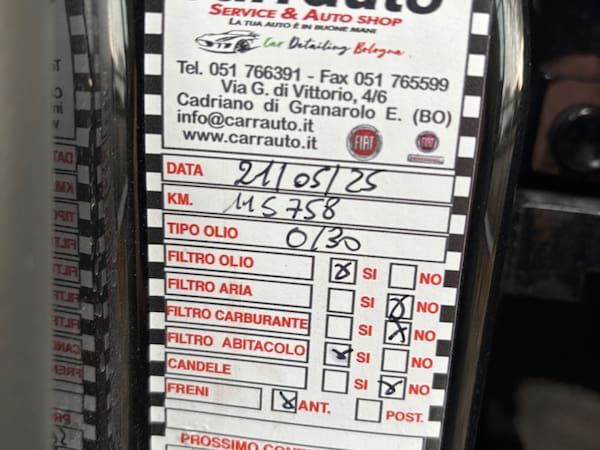 SERVICE & AUTO SHOP
LA TUA AUTO È IN BUONE MANI
Car Detailing Bologna
Tel. 051 766391 - Fax 051 765599
Via G. di Vittorio, 4/6
Cadriano di Granarolo E. (BO)
info@carrauto.it
www.carrauto.it
FIAT
DATA 21/05/25
KM. 115758
TIPO OLIO 0/30
FILTRO OLIO X SI NO
FILTRO ARIA SI X NO
FILTRO CARBURANTE SI X NO
FILTRO ABITACOLO X SI NO
CANDELE SI X NO
FRENI X ANT. POST.
PROSSIMO